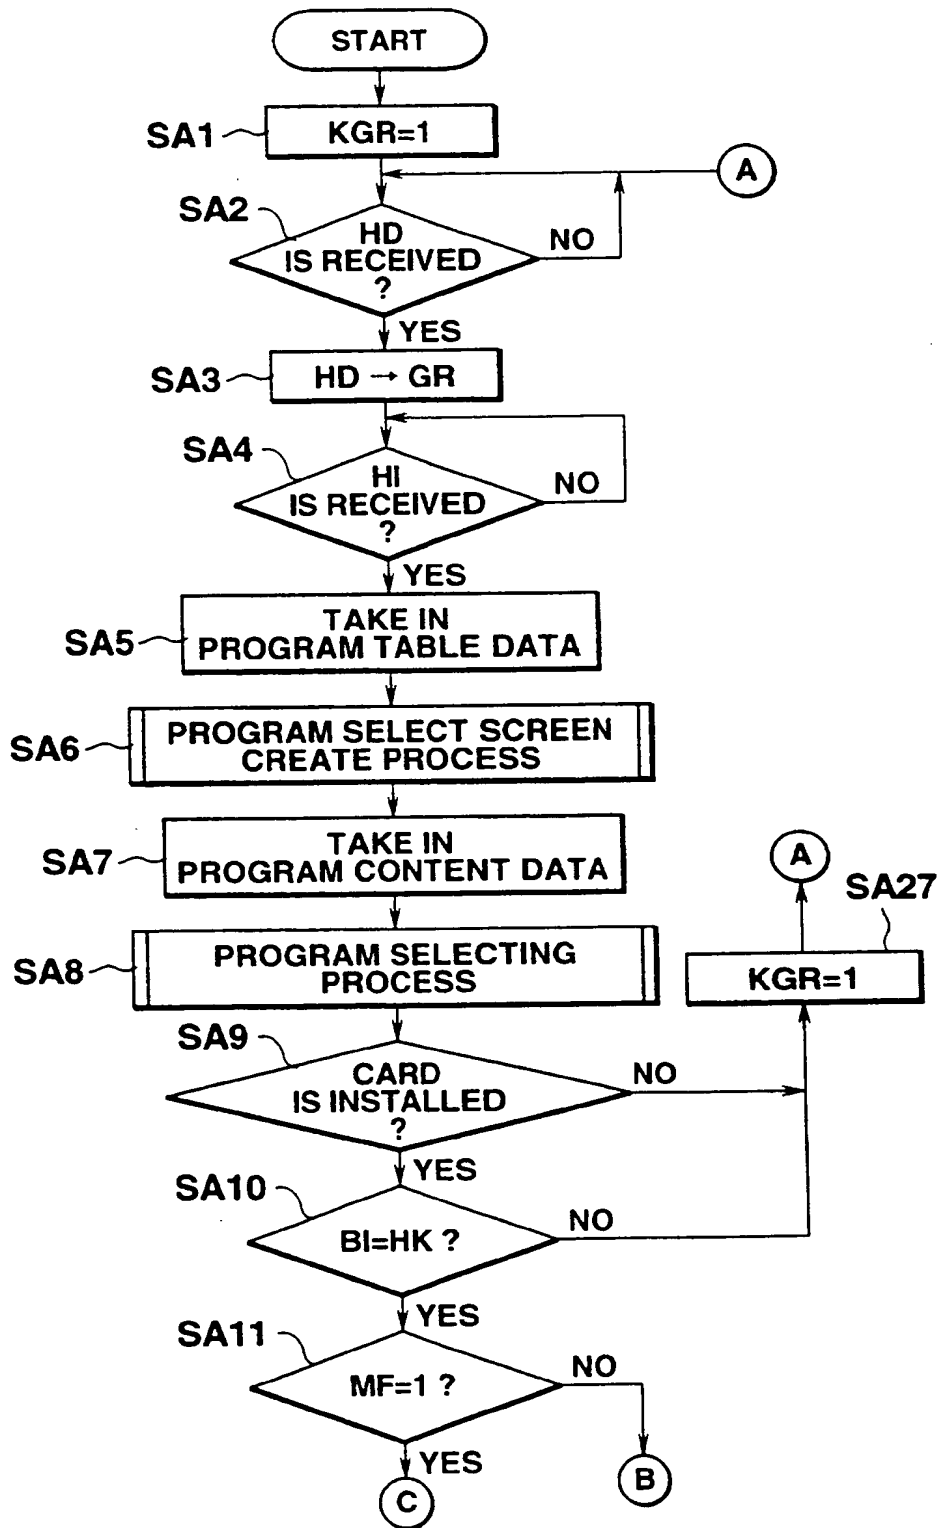 START
SA1
KGR=1
A
SA2
HD
IS RECEIVED
?
NO
YES
SA3
HD → GR
SA4
HI
IS RECEIVED
?
NO
YES
SA5
TAKE IN
PROGRAM TABLE DATA
SA6
PROGRAM SELECT SCREEN
CREATE PROCESS
SA7
TAKE IN
PROGRAM CONTENT DATA
A
SA27
KGR=1
SA8
PROGRAM SELECTING
PROCESS
SA9
CARD
IS INSTALLED
?
NO
YES
SA10
BI=HK ?
NO
YES
SA11
MF=1 ?
NO
YES
B
C